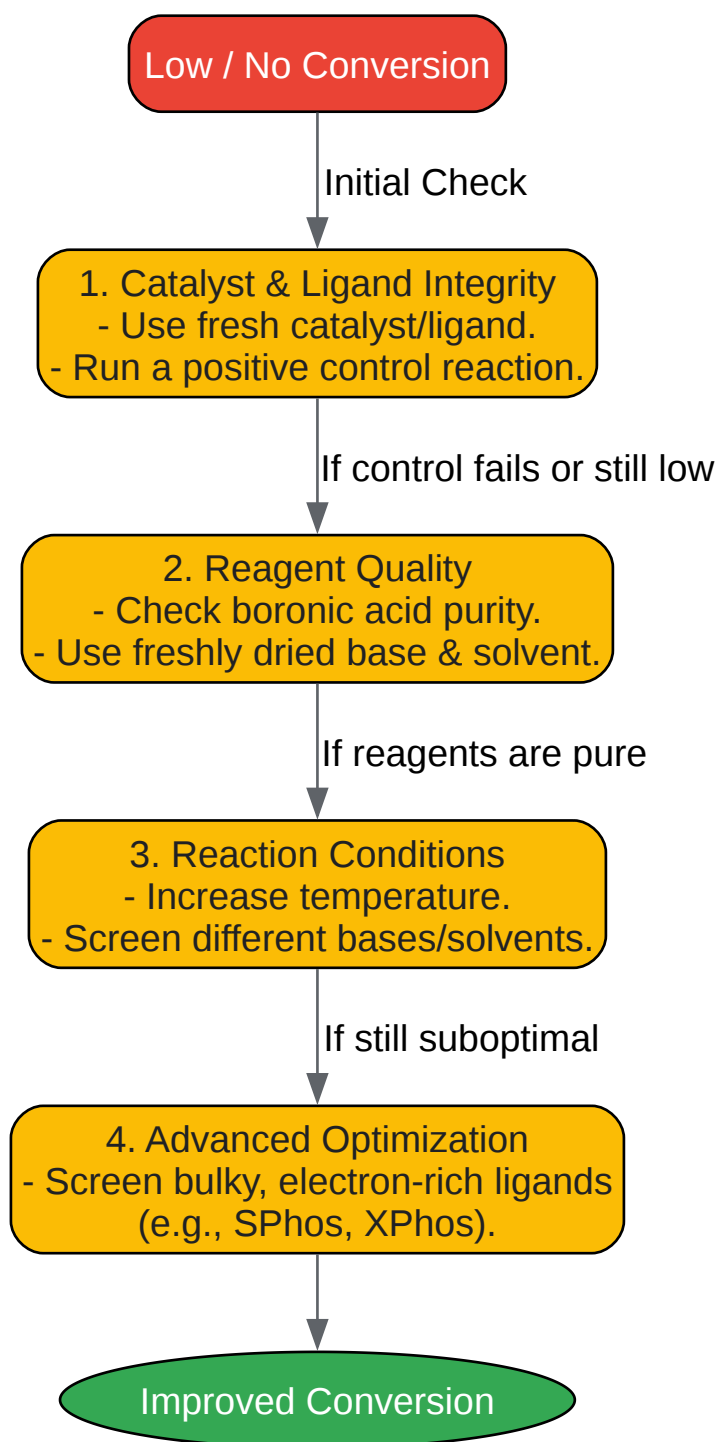 Low / No Conversion
Initial Check
1. Catalyst & Ligand Integrity
- Use fresh catalyst/ligand.
- Run a positive control reaction.
If control fails or still low
2. Reagent Quality
- Check boronic acid purity.
- Use freshly dried base & solvent.
If reagents are pure
3. Reaction Conditions
- Increase temperature.
- Screen different bases/solvents.
If still suboptimal
4. Advanced Optimization
- Screen bulky, electron-rich ligands
(e.g., SPhos, XPhos).
Improved Conversion